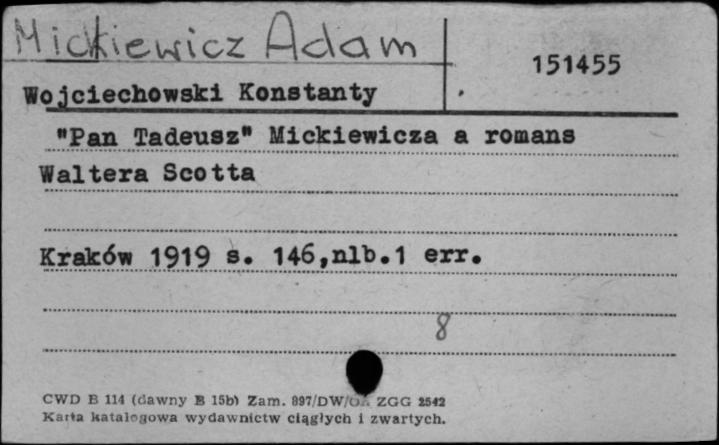 Mickiewicz Adam
151455
Wojciechowski Konstanty
"Pan Tadeusz" Mickiewicza a romans
Waltera Scotta
Kraków 1919 s. 146,nlb.1 err.
8
CWD B 114 (dawny B 15b) Zam. 897/DW/ ZGG 2542
Karta katalogowa wydawnictw ciągłych i zwartych.